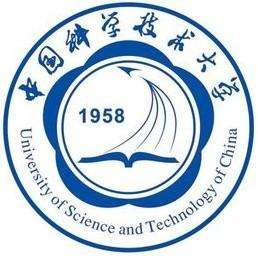 中国科学技术大学
1958
University of Science and Technology of China